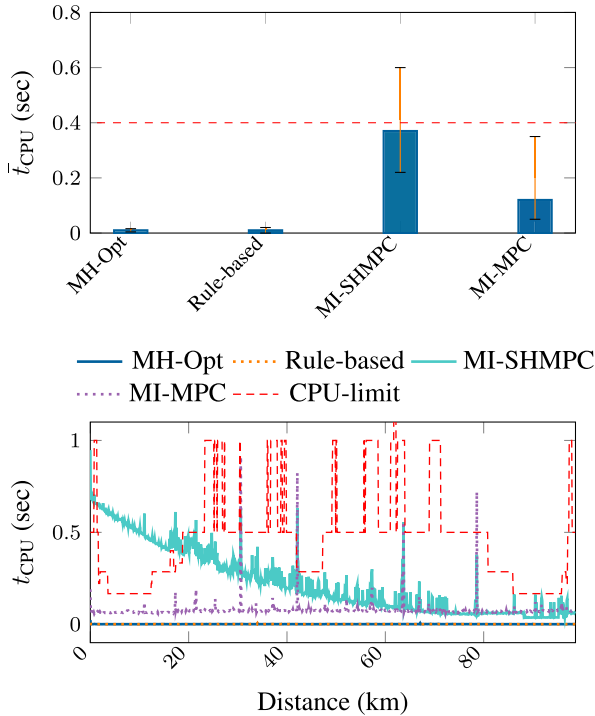 0.8
0.6
0.4
0.2
0
t̄CPU (sec)
MH-Opt
Rule-based
MI-SHMPC
MI-MPC
MH-Opt Rule-based MI-SHMPC
MI-MPC CPU-limit
1
0.5
0
tCPU (sec)
0 20 40 60 80
Distance (km)